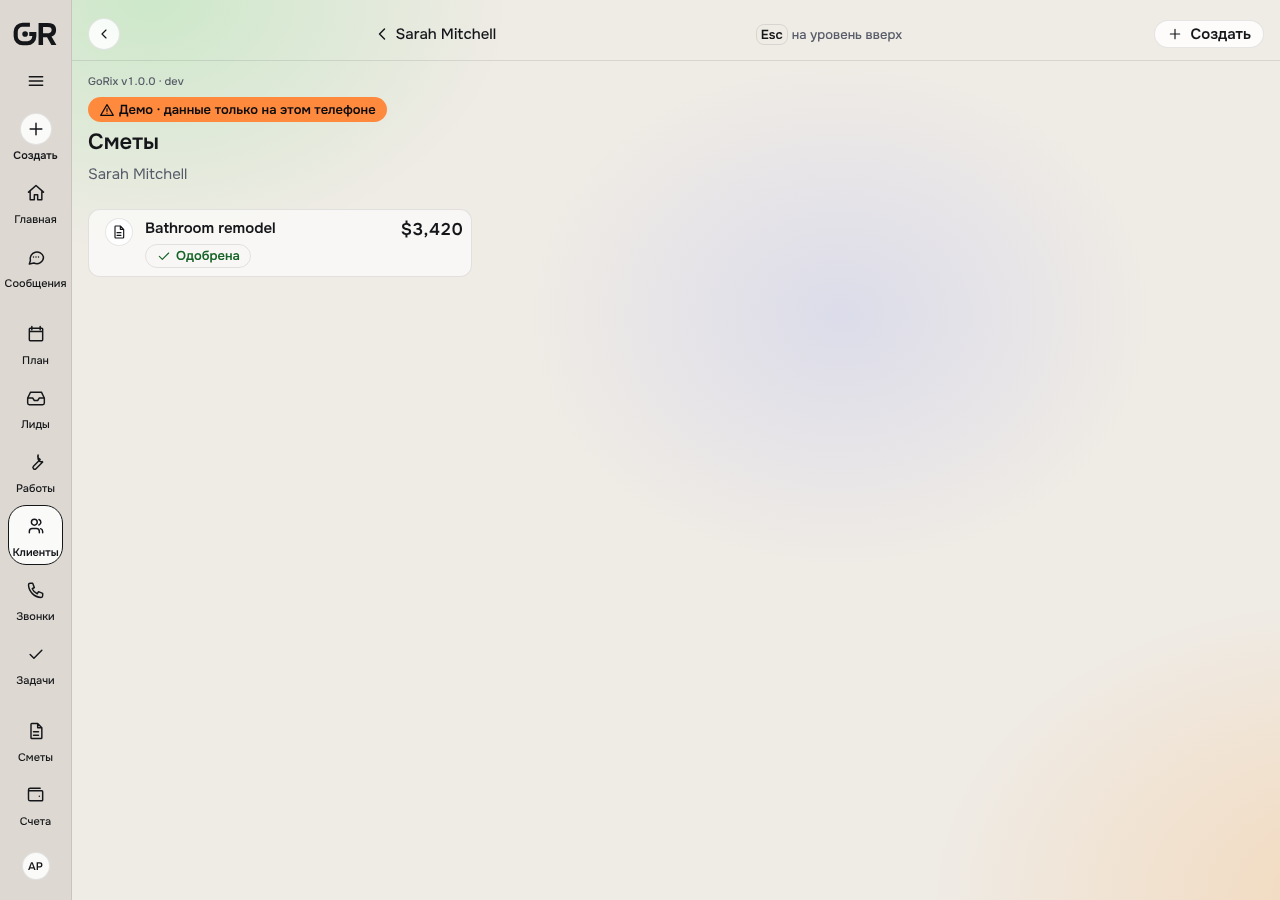 GR
Sarah Mitchell
Esc на уровень вверх
Создать
GoRix v1.0.0 · dev
Демо · данные только на этом телефоне
Сметы
Sarah Mitchell
Bathroom remodel
$3,420
Одобрена
Создать
Главная
Сообщения
План
Лиды
Работы
Клиенты
Звонки
Задачи
Сметы
Счета
AP